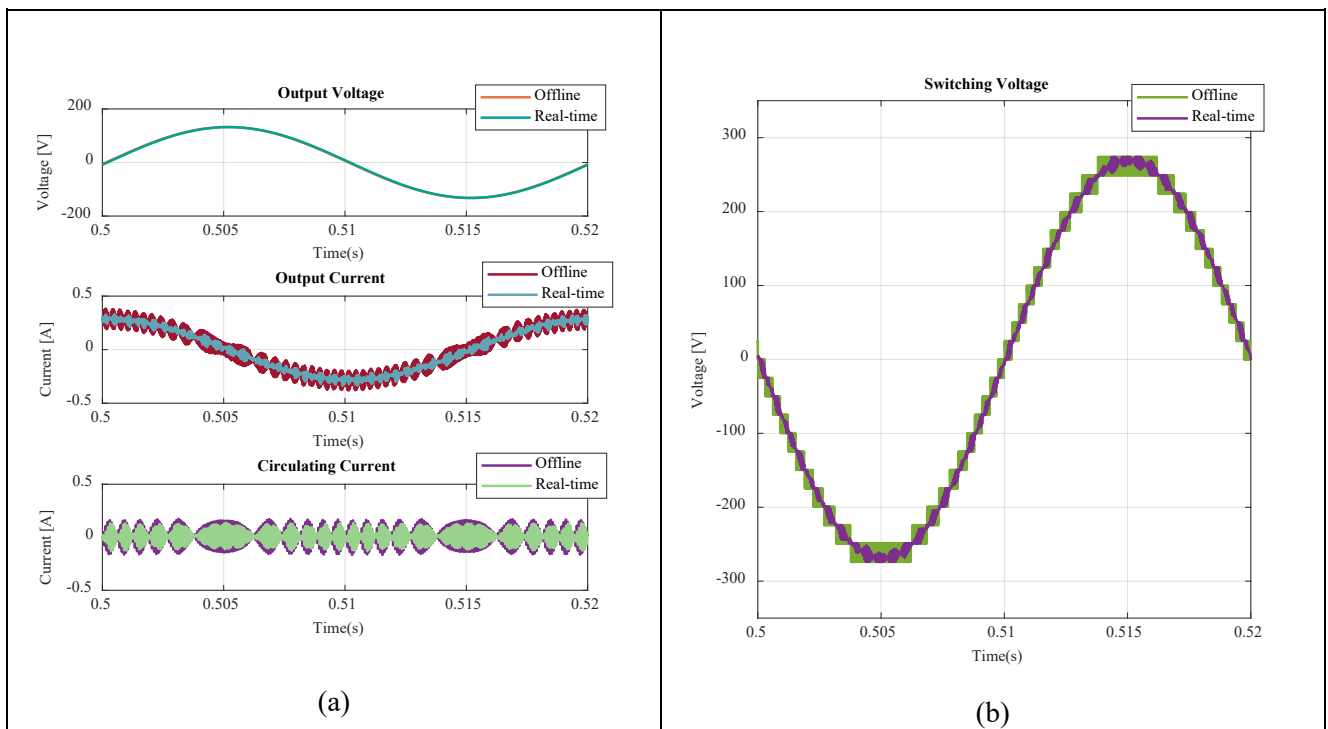 Output Voltage
Offline
Real-time
Voltage [V]
200
0
-200
0.5 0.505 0.51 0.515 0.52
Time(s)
Output Current
Offline
Real-time
Current [A]
0.5
0
-0.5
0.5 0.505 0.51 0.515 0.52
Time(s)
Circulating Current
Offline
Real-time
Current [A]
0.5
0
-0.5
0.5 0.505 0.51 0.515 0.52
Time(s)
(a)
Switching Voltage
Offline
Real-time
Voltage [V]
300
200
100
0
-100
-200
-300
0.5 0.505 0.51 0.515 0.52
Time(s)
(b)